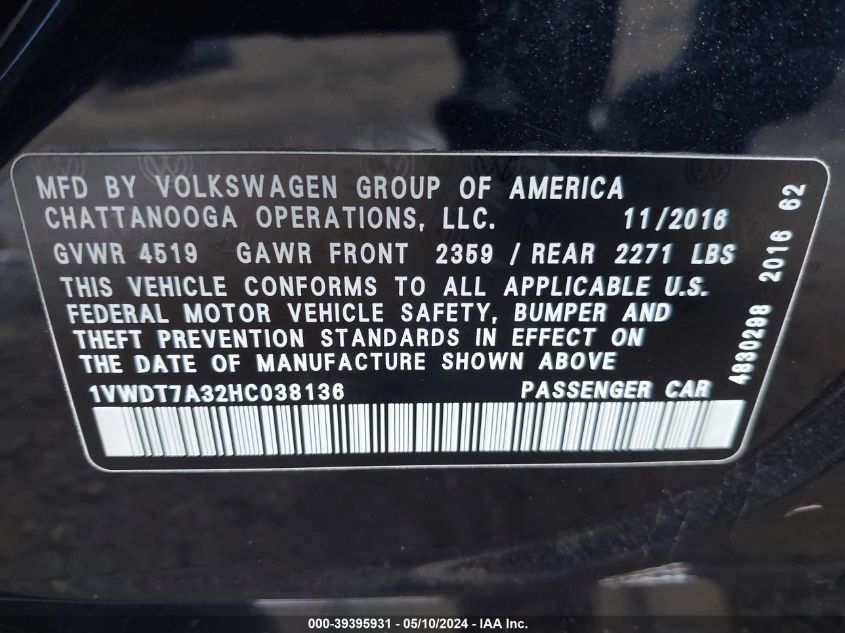 MFD BY VOLKSWAGEN GROUP OF AMERICA
CHATTANOOGA OPERATIONS, LLC. 11/2016
GVWR 4519 GAWR FRONT 2359 / REAR 2271 LBS
THIS VEHICLE CONFORMS TO ALL APPLICABLE U.S.
FEDERAL MOTOR VEHICLE SAFETY, BUMPER AND
THEFT PREVENTION STANDARDS IN EFFECT ON
THE DATE OF MANUFACTURE SHOWN ABOVE
1VWDT7A32HC038136 PASSENGER CAR
4830298 2016 62
000-39395931 - 05/10/2024 - IAA Inc.